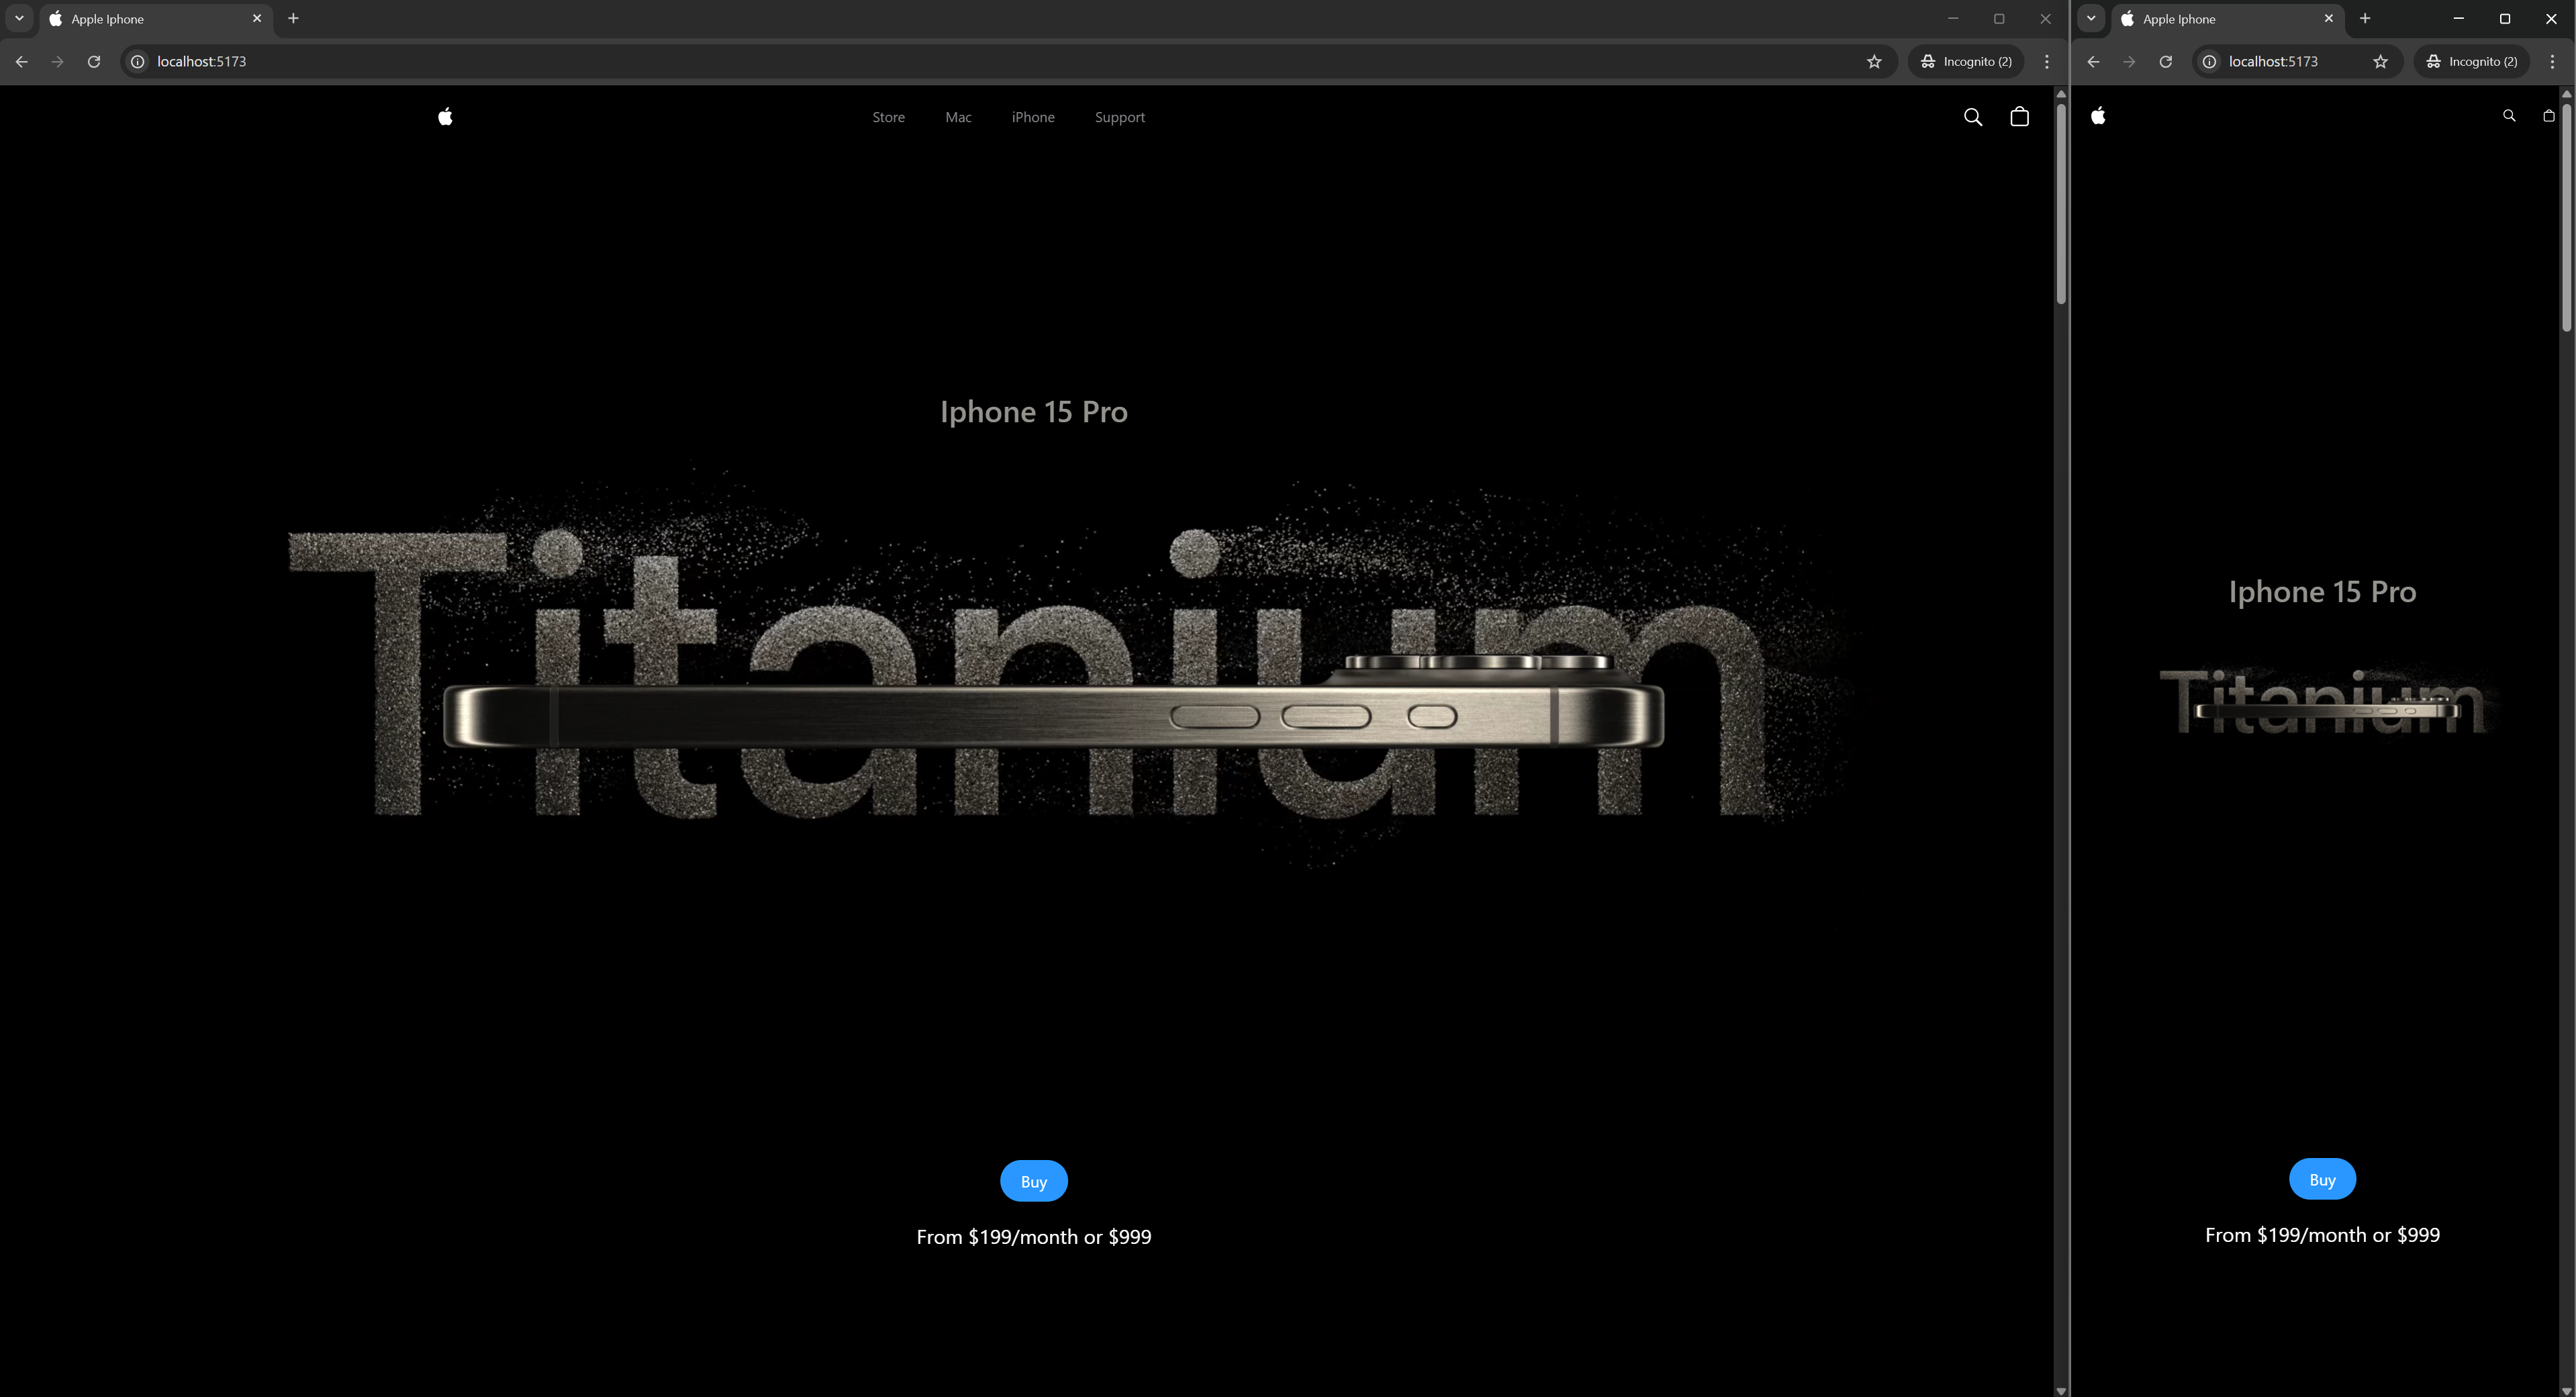 Apple Iphone
localhost:5173
Incognito (2)
Store Mac iPhone Support
Iphone 15 Pro
Titanium
Buy
From $199/month or $999
Apple Iphone
localhost:5173
Incognito (2)
Iphone 15 Pro
Titanium
Buy
From $199/month or $999